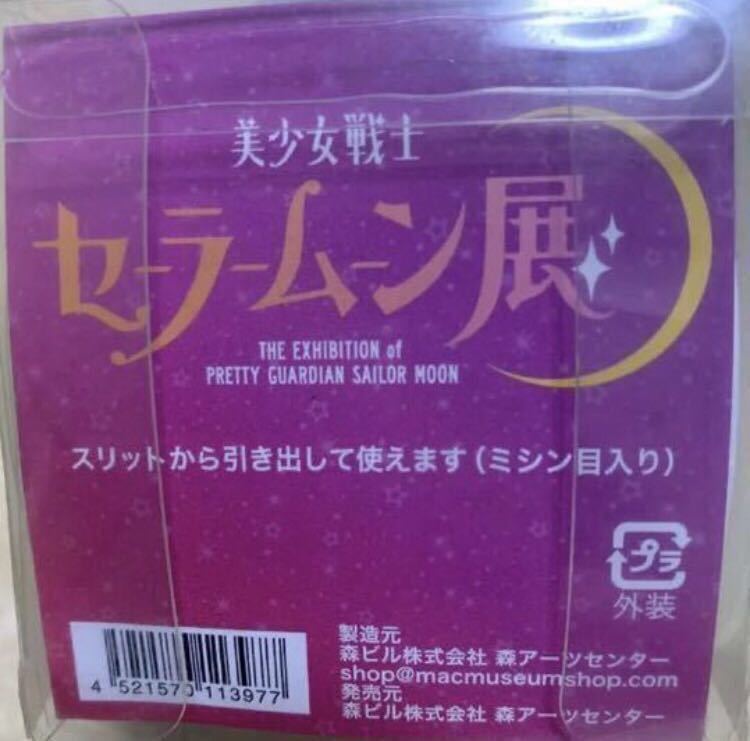 美少女戦士
セーラームーン展
THE EXHIBITION of
PRETTY GUARDIAN SAILOR MOON
スリットから引き出して使えます(ミシン目入り)
プラ
外装
製造元
森ビル株式会社 森アーツセンター
shop@macmuseumshop.com
発売元
森ビル株式会社 森アーツセンター
4 521570 113977